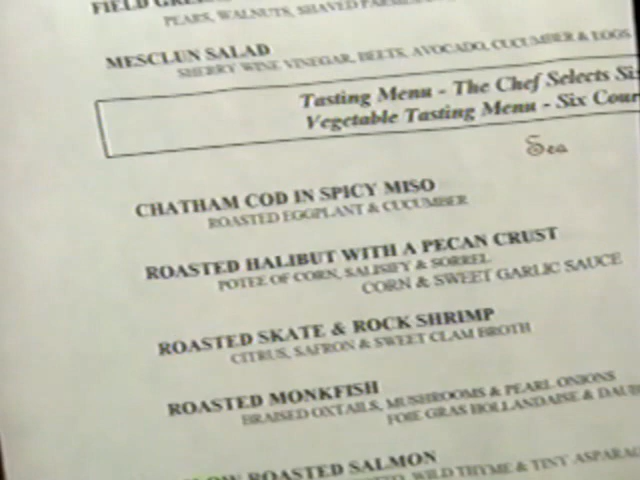 FIELD
PEARS, WALNUTS, SHAVED
MESCLUN SALAD
SHERRY WINE VINEGAR, BEETS, AVOCADO, CUCUMBER & EGGS
Tasting Menu - The Chef Selects
Vegetable Tasting Menu - Six
Sea
CHATHAM COD IN SPICY MISO
ROASTED EGGPLANT & CUCUMBER
ROASTED HALIBUT WITH A PECAN CRUST
POTEE OF CORN, SALSIFY & SORREL
CORN & SWEET GARLIC SAUCE
ROASTED SKATE & ROCK SHRIMP
CITRUS, SAFRON & SWEET CLAM BROTH
ROASTED MONKFISH
BRAISED OXTAILS, MUSHROOMS & PEARL ONIONS
FOIE GRAS HOLLANDAISE &
ROASTED SALMON
WILD THYME & TINY